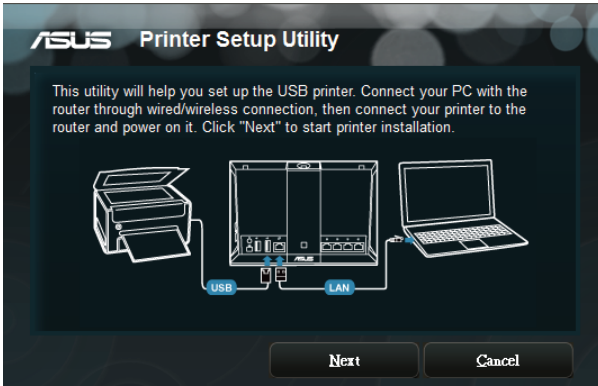 ASUS Printer Setup Utility
This utility will help you set up the USB printer. Connect your PC with the
router through wired/wireless connection, then connect your printer to the
router and power on it. Click "Next" to start printer installation.
ASUS
USB
LAN
Next
Cancel